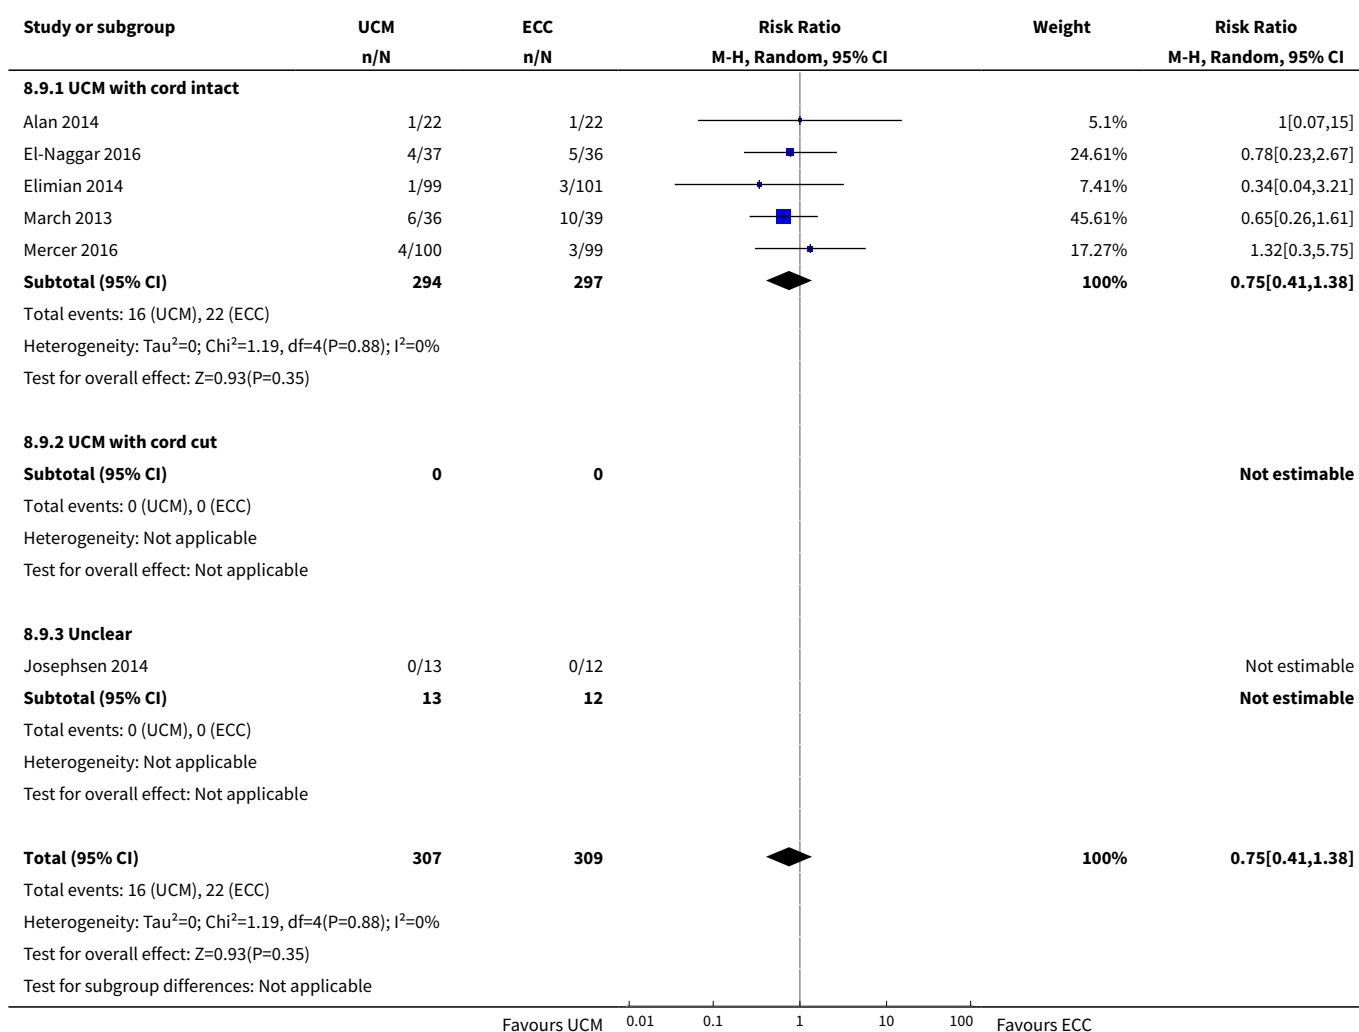 Study or subgroup UCM ECC Risk Ratio Weight Risk Ratio
n/N n/N M-H, Random, 95% CI M-H, Random, 95% CI
8.9.1 UCM with cord intact
Alan 2014 1/22 1/22 5.1% 1[0.07,15]
El-Naggar 2016 4/37 5/36 24.61% 0.78[0.23,2.67]
Elimian 2014 1/99 3/101 7.41% 0.34[0.04,3.21]
March 2013 6/36 10/39 45.61% 0.65[0.26,1.61]
Mercer 2016 4/100 3/99 17.27% 1.32[0.3,5.75]
Subtotal (95% CI) 294 297 100% 0.75[0.41,1.38]
Total events: 16 (UCM), 22 (ECC)
Heterogeneity: Tau²=0; Chi²=1.19, df=4(P=0.88); I²=0%
Test for overall effect: Z=0.93(P=0.35)
8.9.2 UCM with cord cut
Subtotal (95% CI) 0 0 Not estimable
Total events: 0 (UCM), 0 (ECC)
Heterogeneity: Not applicable
Test for overall effect: Not applicable
8.9.3 Unclear
Josephsen 2014 0/13 0/12 Not estimable
Subtotal (95% CI) 13 12 Not estimable
Total events: 0 (UCM), 0 (ECC)
Heterogeneity: Not applicable
Test for overall effect: Not applicable
Total (95% CI) 307 309 100% 0.75[0.41,1.38]
Total events: 16 (UCM), 22 (ECC)
Heterogeneity: Tau²=0; Chi²=1.19, df=4(P=0.88); I²=0%
Test for overall effect: Z=0.93(P=0.35)
Test for subgroup differences: Not applicable
Favours UCM 0.01 0.1 1 10 100 Favours ECC